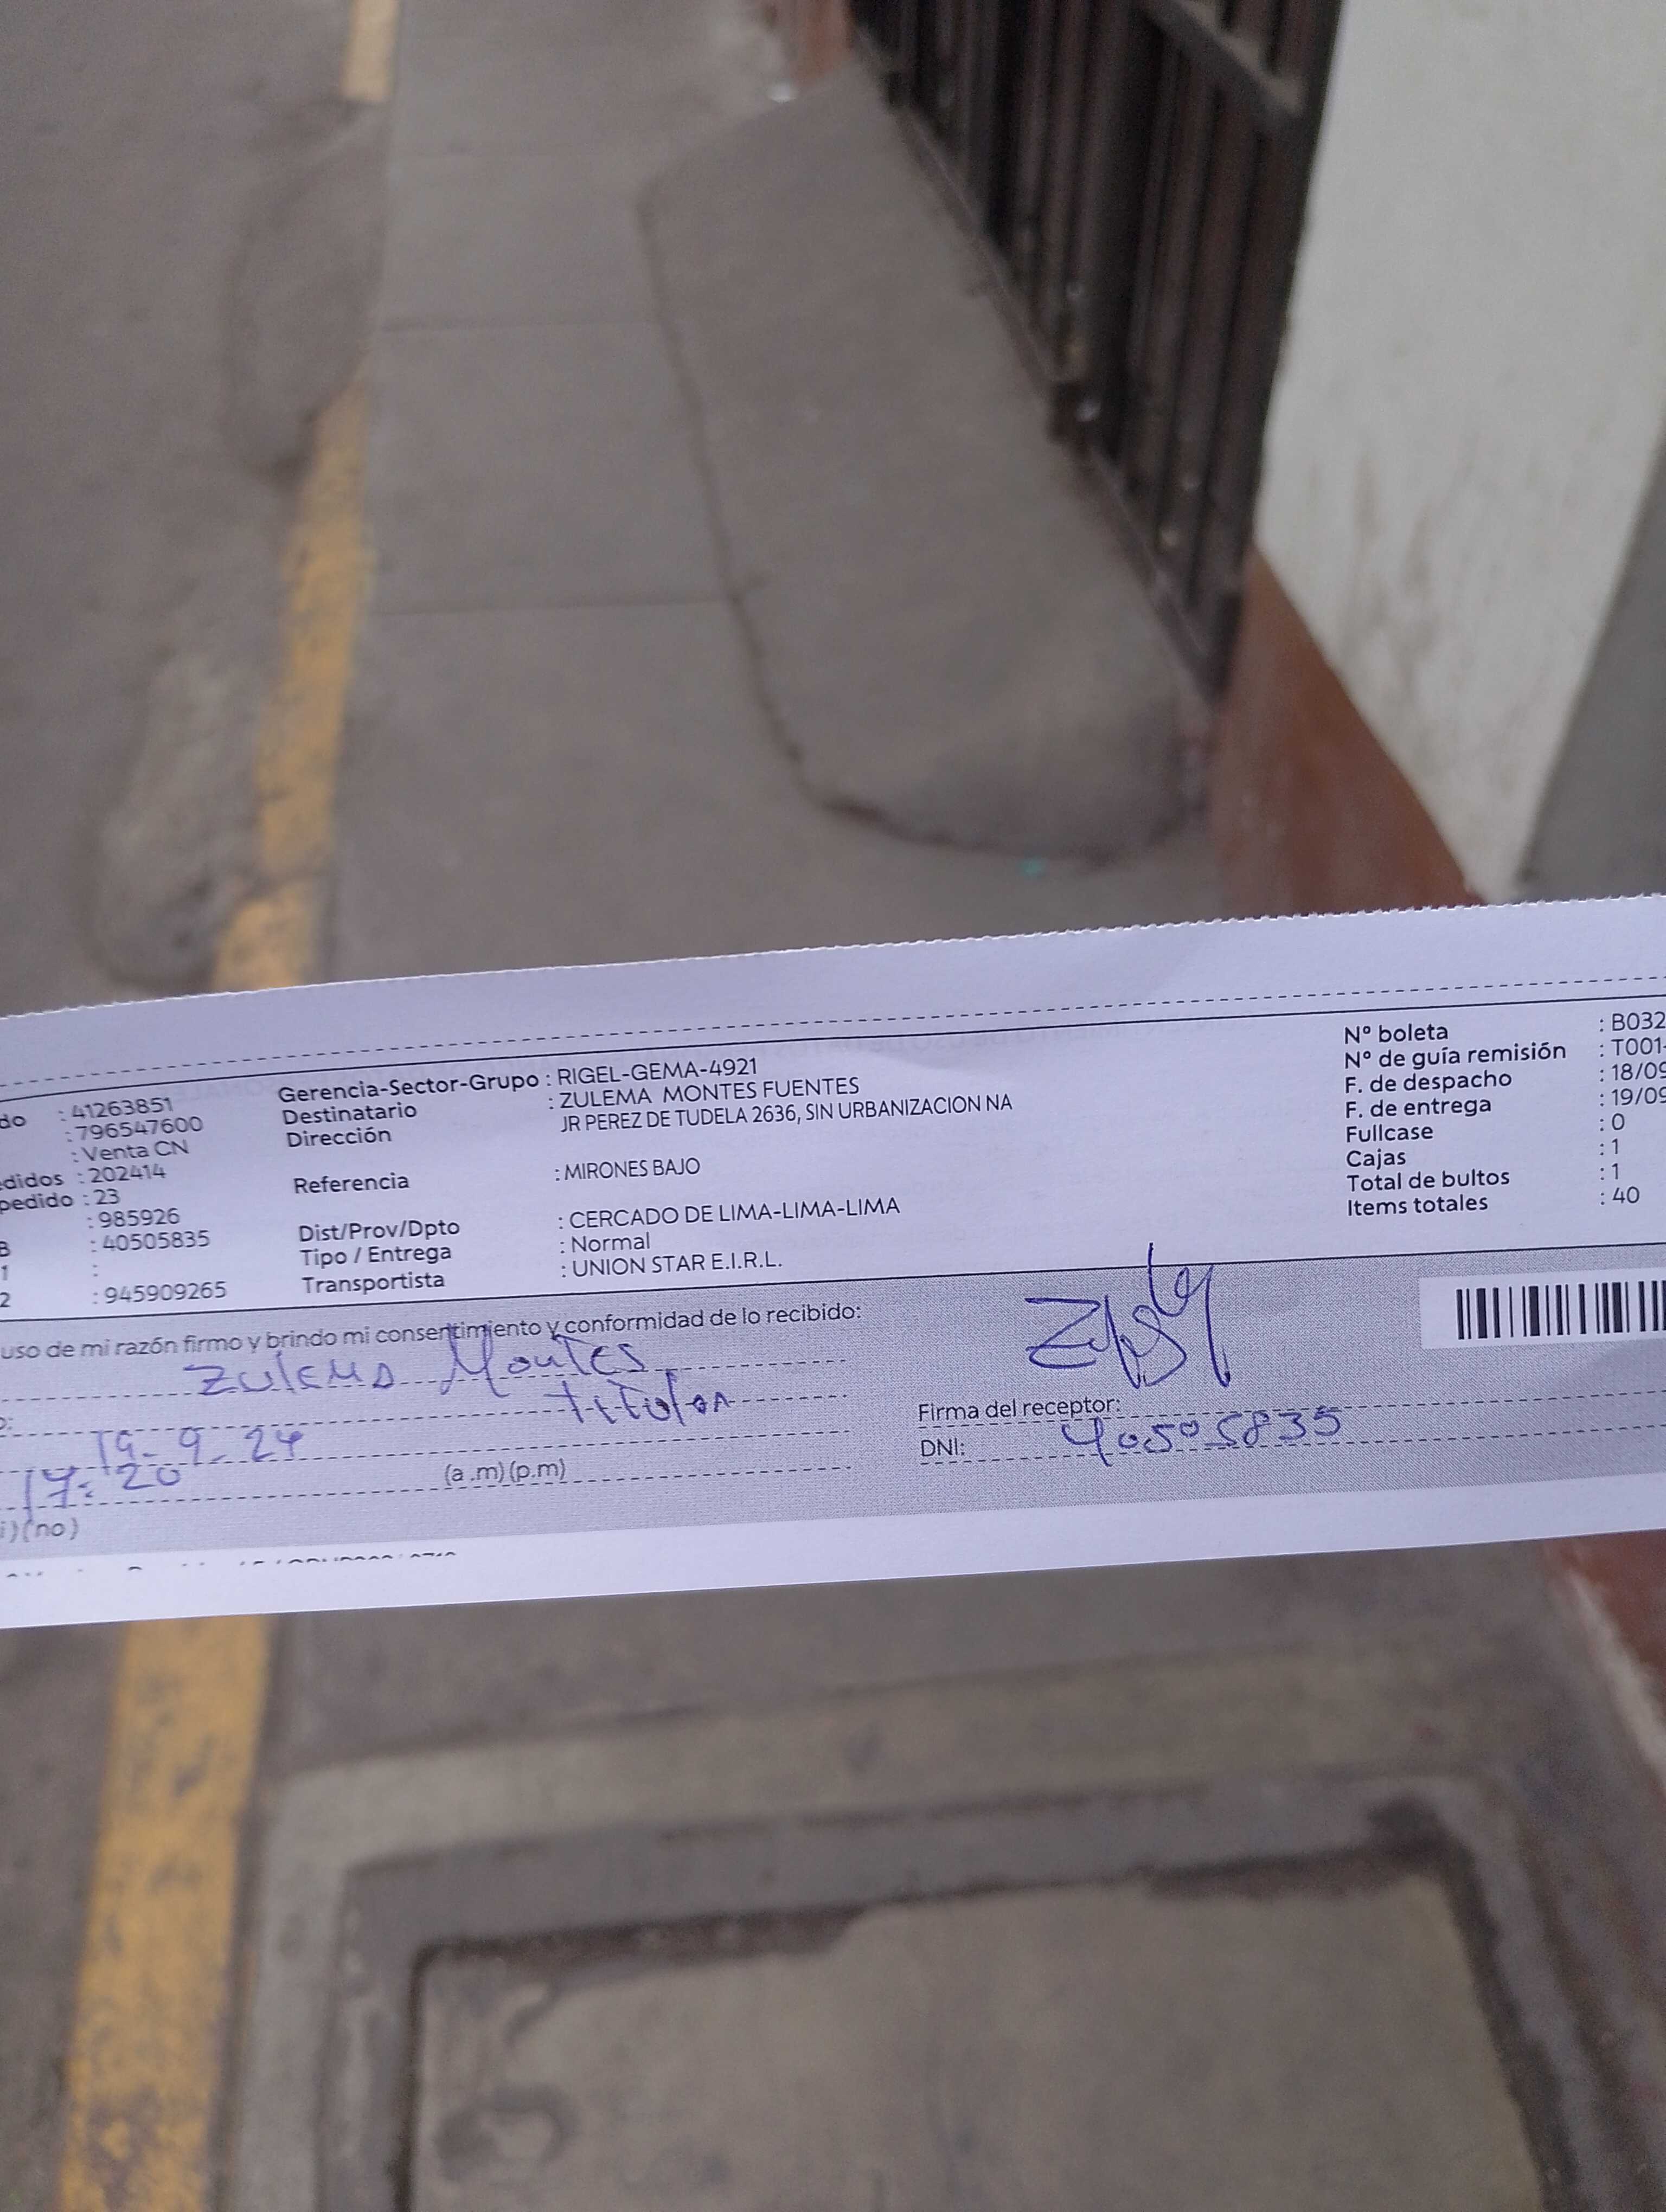 do : 41263851
: 796547600
: Venta CN
didos : 202414
pedido : 23
: 985926
B : 40505835
1 :
2 : 945909265
Gerencia-Sector-Grupo : RIGEL-GEMA-4921
Destinatario : ZULEMA MONTES FUENTES
Dirección JR PEREZ DE TUDELA 2636, SIN URBANIZACION NA
Referencia : MIRONES BAJO
Dist/Prov/Dpto : CERCADO DE LIMA-LIMA-LIMA
Tipo / Entrega : Normal
Transportista : UNION STAR E.I.R.L.
Nº boleta : B032
Nº de guía remisión : T001-
F. de despacho : 18/09
F. de entrega : 19/09
Fullcase : 0
Cajas : 1
Total de bultos : 1
Items totales : 40
uso de mi razón firmo y brindo mi consentimiento y conformidad de lo recibido:
Zulema Montes
titular
19-9-24
17:20 (a .m) (p.m)
i) (no)
Firma del receptor:
DNI: 40505835